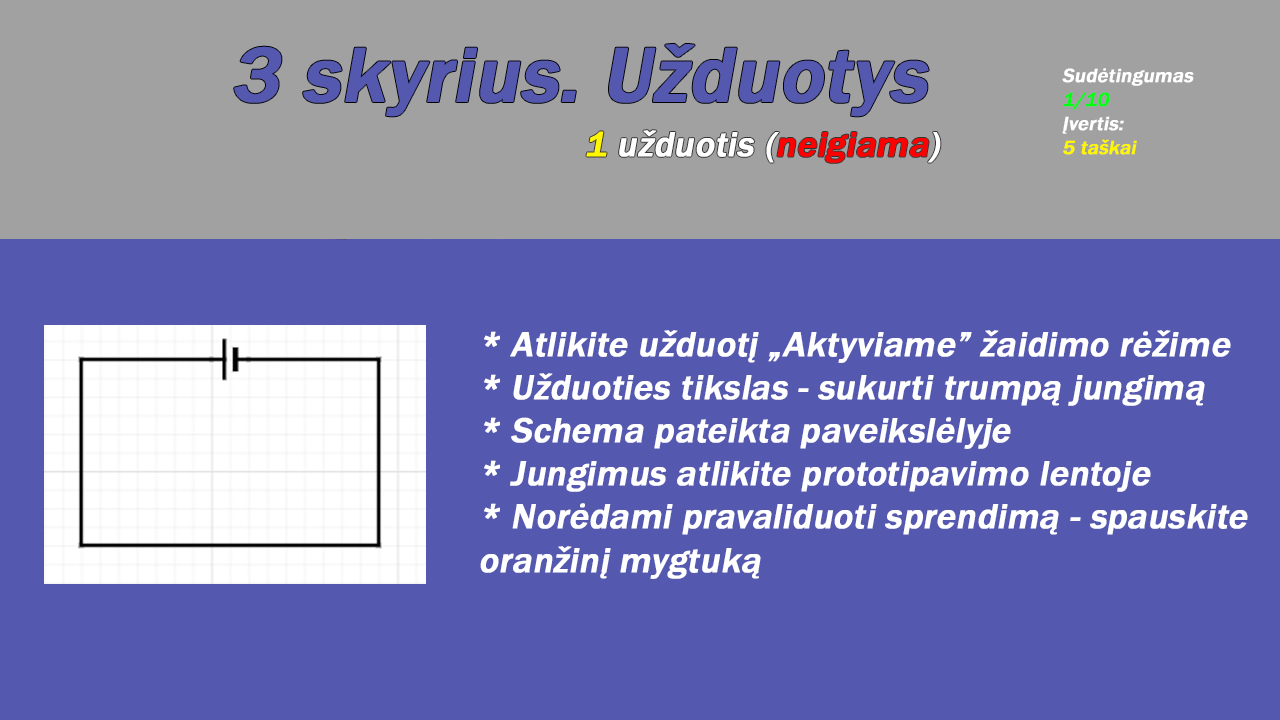 3 skyrius. Užduotys
1 užduotis (neigiama)
Sudėtingumas
1/10
Įvertis:
5 taškai
* Atlikite užduotį „Aktyviame” žaidimo rėžime
* Užduoties tikslas - sukurti trumpą jungimą
* Schema pateikta paveikslėlyje
* Jungimus atlikite prototipavimo lentoje
* Norėdami pravaliduoti sprendimą - spauskite
oranžinį mygtuką